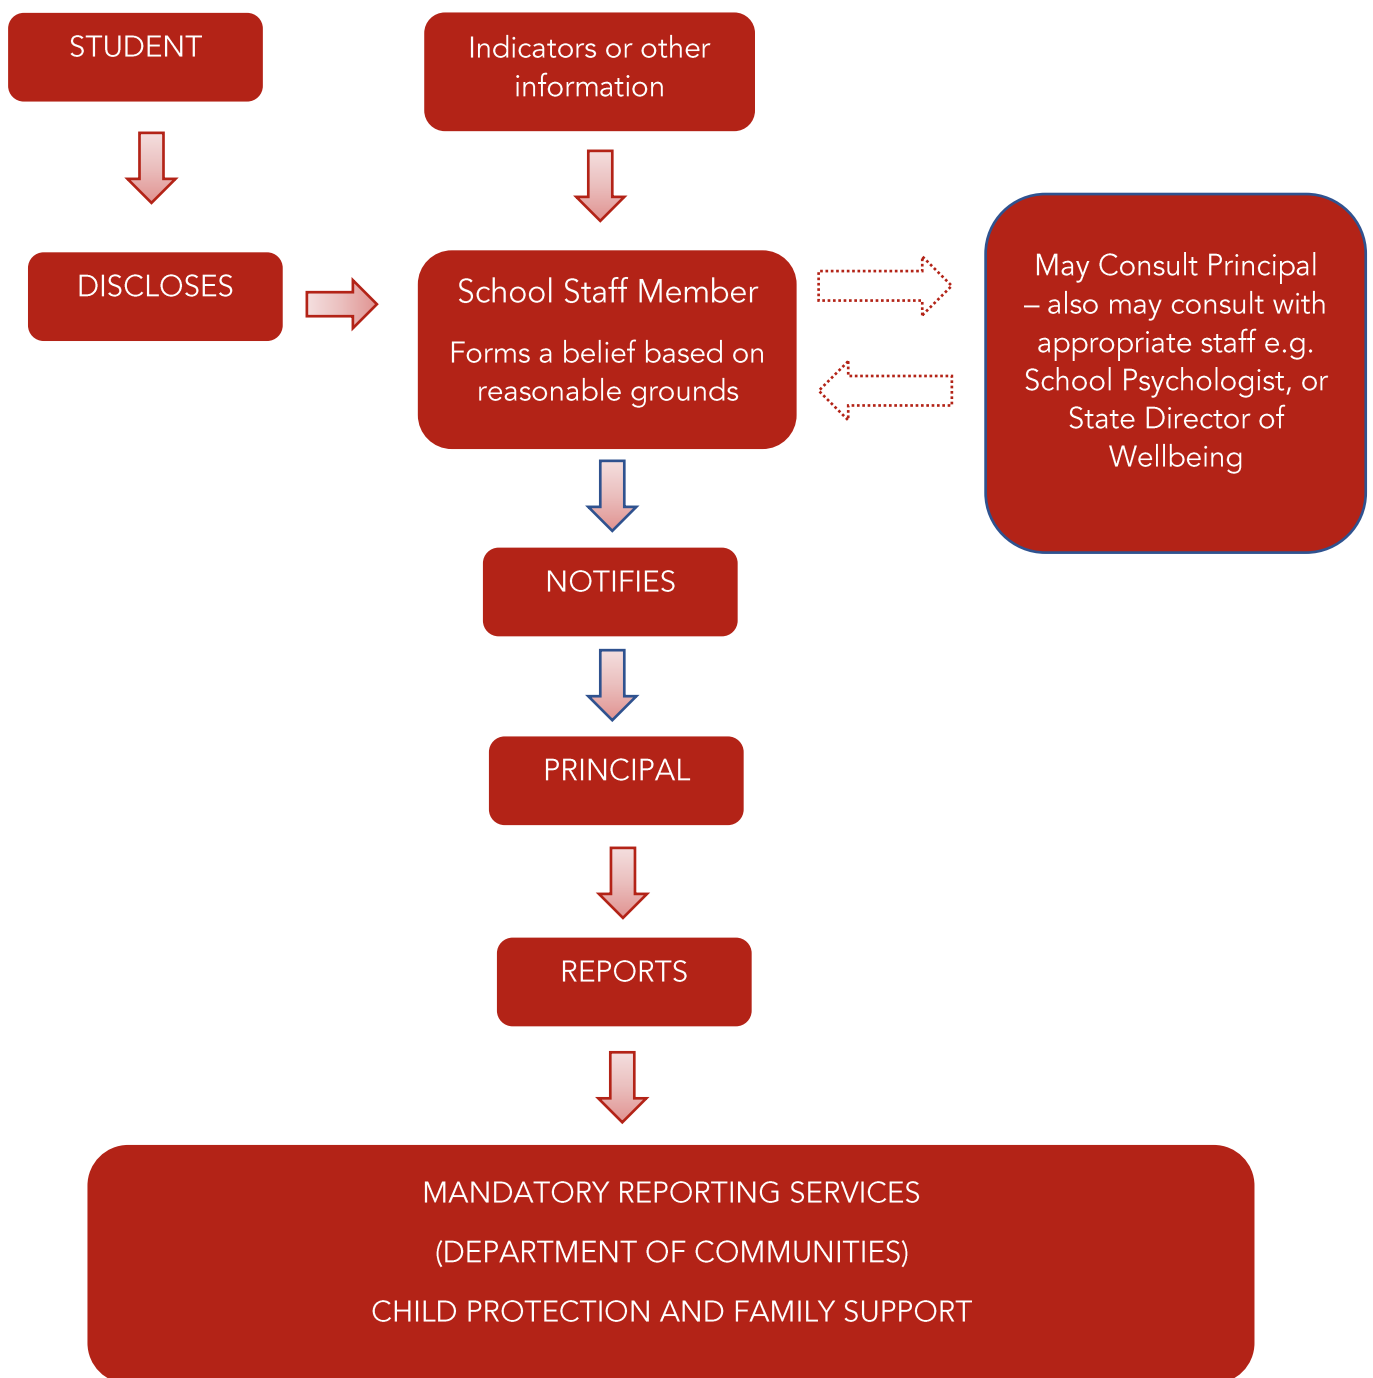 STUDENT
Indicators or other
information
DISCLOSES
School Staff Member
Forms a belief based on
reasonable grounds
May Consult Principal
– also may consult with
appropriate staff e.g.
School Psychologist, or
State Director of
Wellbeing
NOTIFIES
PRINCIPAL
REPORTS
MANDATORY REPORTING SERVICES
(DEPARTMENT OF COMMUNITIES)
CHILD PROTECTION AND FAMILY SUPPORT